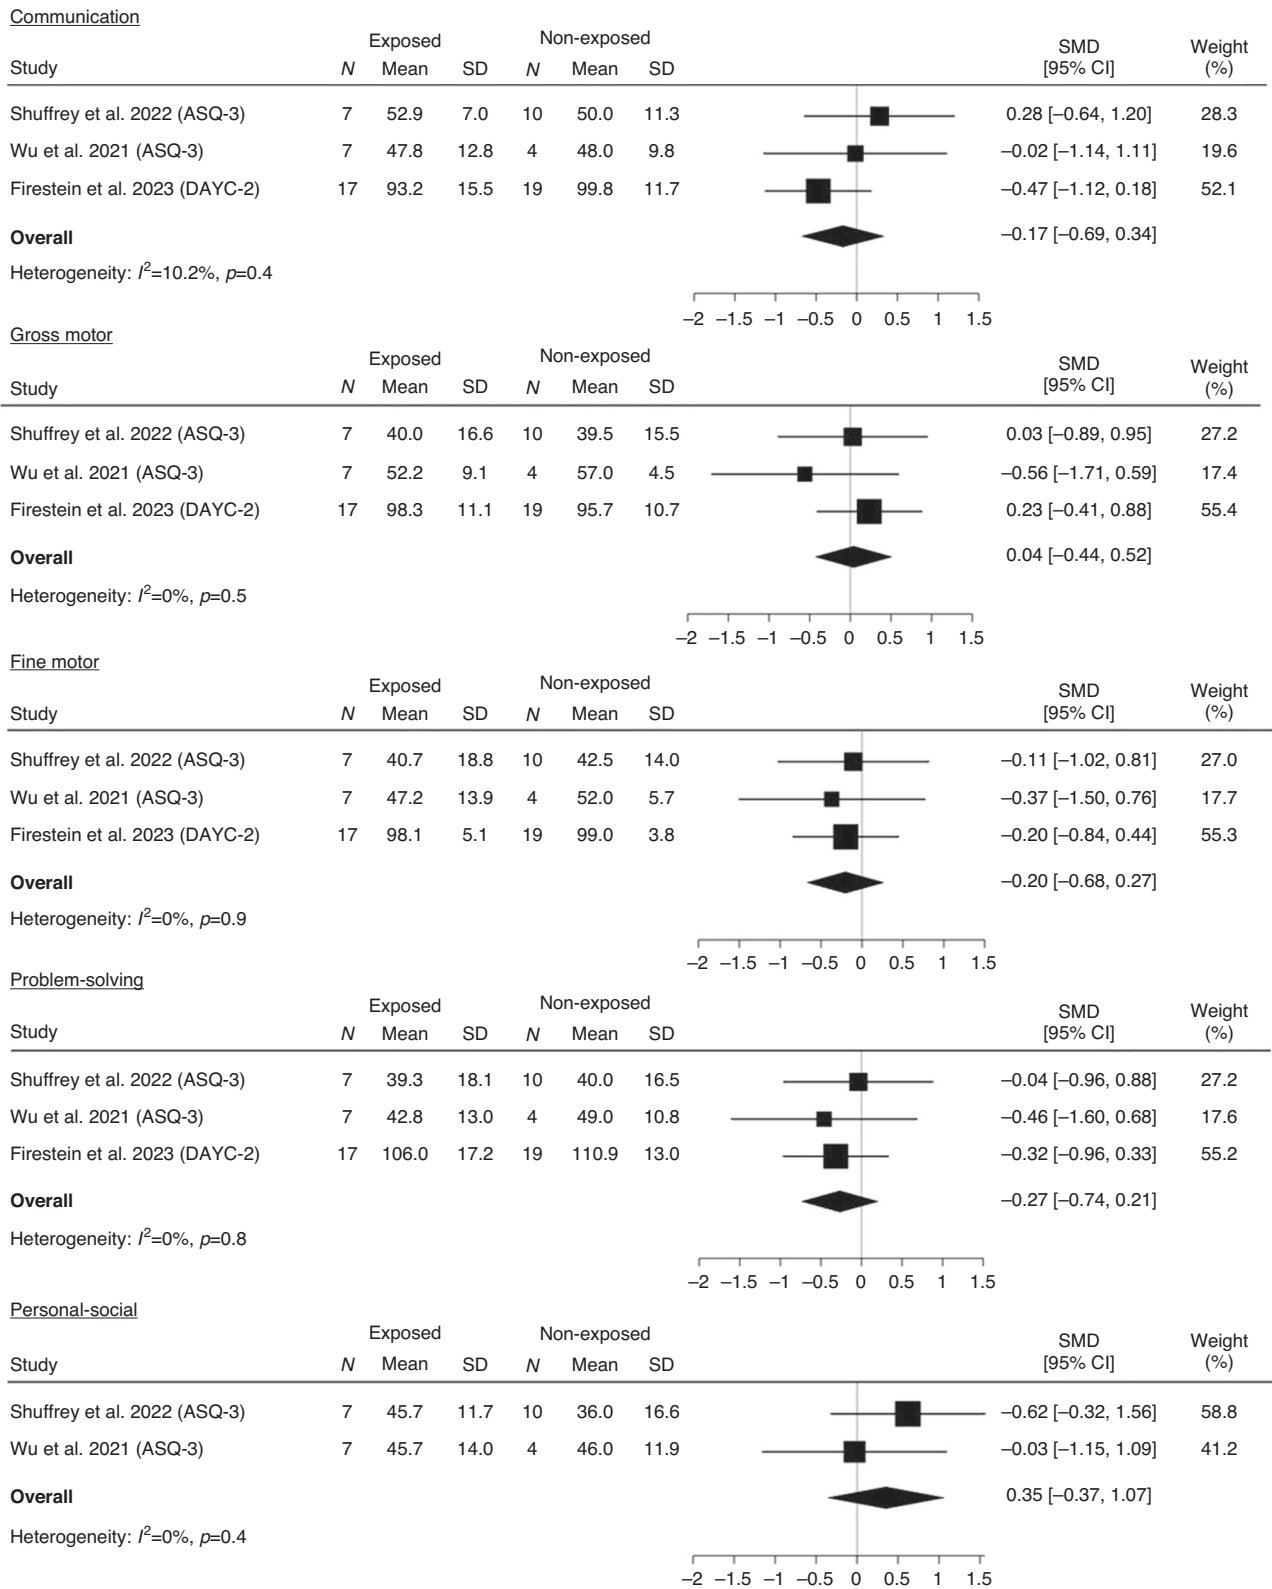 Communication
Exposed Non-exposed SMD Weight
Study N Mean SD N Mean SD [95% CI] (%)
Shuffrey et al. 2022 (ASQ-3) 7 52.9 7.0 10 50.0 11.3 0.28 [–0.64, 1.20] 28.3
Wu et al. 2021 (ASQ-3) 7 47.8 12.8 4 48.0 9.8 –0.02 [–1.14, 1.11] 19.6
Firestein et al. 2023 (DAYC-2) 17 93.2 15.5 19 99.8 11.7 –0.47 [–1.12, 0.18] 52.1
Overall –0.17 [–0.69, 0.34]
Heterogeneity: I²=10.2%, p=0.4
–2 –1.5 –1 –0.5 0 0.5 1 1.5
Gross motor
Exposed Non-exposed SMD Weight
Study N Mean SD N Mean SD [95% CI] (%)
Shuffrey et al. 2022 (ASQ-3) 7 40.0 16.6 10 39.5 15.5 0.03 [–0.89, 0.95] 27.2
Wu et al. 2021 (ASQ-3) 7 52.2 9.1 4 57.0 4.5 –0.56 [–1.71, 0.59] 17.4
Firestein et al. 2023 (DAYC-2) 17 98.3 11.1 19 95.7 10.7 0.23 [–0.41, 0.88] 55.4
Overall 0.04 [–0.44, 0.52]
Heterogeneity: I²=0%, p=0.5
–2 –1.5 –1 –0.5 0 0.5 1 1.5
Fine motor
Exposed Non-exposed SMD Weight
Study N Mean SD N Mean SD [95% CI] (%)
Shuffrey et al. 2022 (ASQ-3) 7 40.7 18.8 10 42.5 14.0 –0.11 [–1.02, 0.81] 27.0
Wu et al. 2021 (ASQ-3) 7 47.2 13.9 4 52.0 5.7 –0.37 [–1.50, 0.76] 17.7
Firestein et al. 2023 (DAYC-2) 17 98.1 5.1 19 99.0 3.8 –0.20 [–0.84, 0.44] 55.3
Overall –0.20 [–0.68, 0.27]
Heterogeneity: I²=0%, p=0.9
–2 –1.5 –1 –0.5 0 0.5 1 1.5
Problem-solving
Exposed Non-exposed SMD Weight
Study N Mean SD N Mean SD [95% CI] (%)
Shuffrey et al. 2022 (ASQ-3) 7 39.3 18.1 10 40.0 16.5 –0.04 [–0.96, 0.88] 27.2
Wu et al. 2021 (ASQ-3) 7 42.8 13.0 4 49.0 10.8 –0.46 [–1.60, 0.68] 17.6
Firestein et al. 2023 (DAYC-2) 17 106.0 17.2 19 110.9 13.0 –0.32 [–0.96, 0.33] 55.2
Overall –0.27 [–0.74, 0.21]
Heterogeneity: I²=0%, p=0.8
–2 –1.5 –1 –0.5 0 0.5 1 1.5
Personal-social
Exposed Non-exposed SMD Weight
Study N Mean SD N Mean SD [95% CI] (%)
Shuffrey et al. 2022 (ASQ-3) 7 45.7 11.7 10 36.0 16.6 –0.62 [–0.32, 1.56] 58.8
Wu et al. 2021 (ASQ-3) 7 45.7 14.0 4 46.0 11.9 –0.03 [–1.15, 1.09] 41.2
Overall 0.35 [–0.37, 1.07]
Heterogeneity: I²=0%, p=0.4
–2 –1.5 –1 –0.5 0 0.5 1 1.5